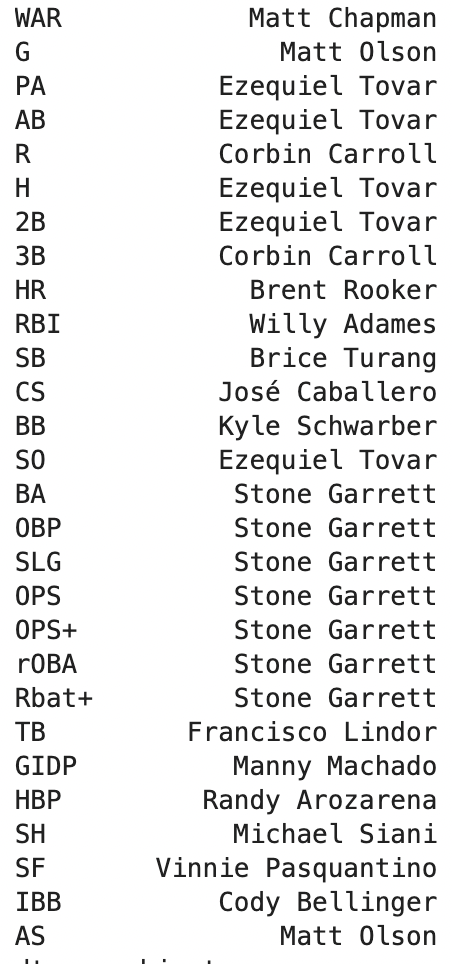 WAR Matt Chapman
G Matt Olson
PA Ezequiel Tovar
AB Ezequiel Tovar
R Corbin Carroll
H Ezequiel Tovar
2B Ezequiel Tovar
3B Corbin Carroll
HR Brent Rooker
RBI Willy Adames
SB Brice Turang
CS José Caballero
BB Kyle Schwarber
SO Ezequiel Tovar
BA Stone Garrett
OBP Stone Garrett
SLG Stone Garrett
OPS Stone Garrett
OPS+ Stone Garrett
rOBA Stone Garrett
Rbat+ Stone Garrett
TB Francisco Lindor
GIDP Manny Machado
HBP Randy Arozarena
SH Michael Siani
SF Vinnie Pasquantino
IBB Cody Bellinger
AS Matt Olson